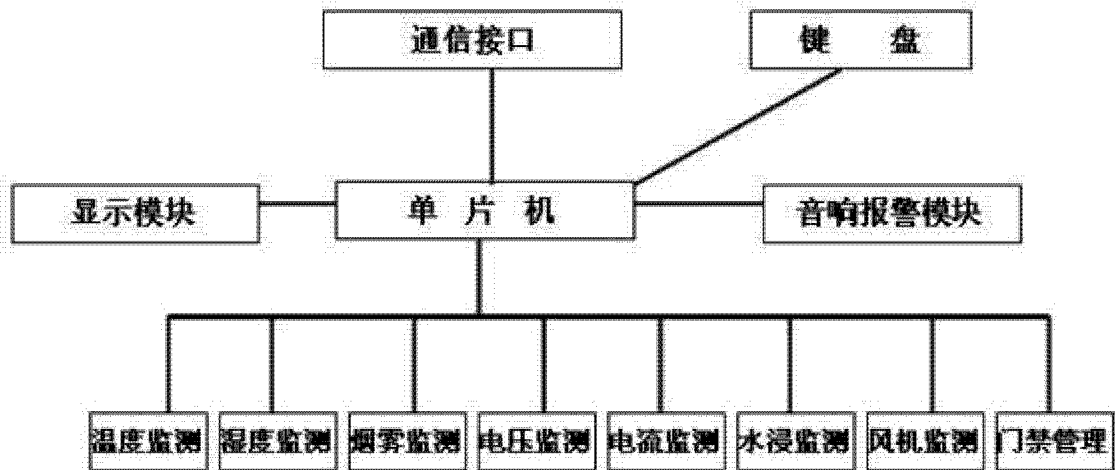 通信接口
键 盘
显示模块
单 片 机
音响报警模块
温度监测
湿度监测
烟雾监测
电压监测
电流监测
水浸监测
风机监测
门禁管理